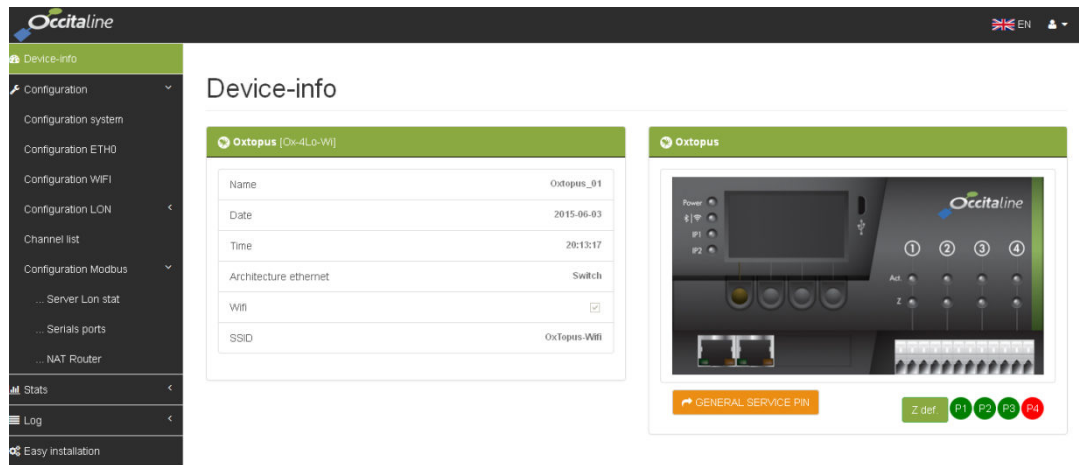 Occitaline
EN
Device-info
Configuration
Configuration system
Configuration ETH0
Configuration WIFI
Configuration LON
Channel list
Configuration Modbus
... Server Lon stat
... Serials ports
... NAT Router
Stats
Log
Easy installation
Device-info
Oxtopus [Ox-4Lo-Wi]
Name Oxtopus_01
Date 2015-06-03
Time 20:13:17
Architecture ethernet Switch
Wifi
SSID OxTopus-Wifi
Oxtopus
Power
IP1
IP2
Occitaline
1 2 3 4
Act.
Z
GENERAL SERVICE PIN
Z def. P1 P2 P3 P4